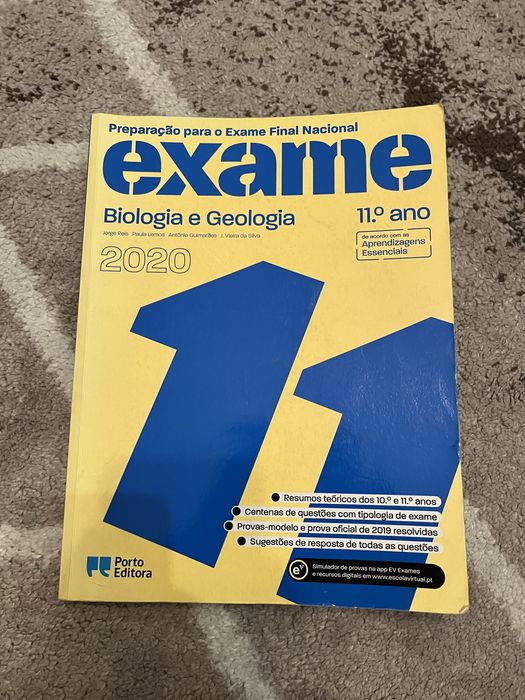 Preparação para o Exame Final Nacional
exame
Biologia e Geologia 11.º ano
Jorge Reis Paula Lemos António Guimarães J. Vieira da Silva
de acordo com as
Aprendizagens
Essenciais
2020
11
Resumos teóricos dos 10.º e 11.º anos
Centenas de questões com tipologia de exame
Provas-modelo e prova oficial de 2019 resolvidas
Sugestões de resposta de todas as questões
eV
Simulador de provas na app EV Exames
e recursos digitais em www.escolavirtual.pt
Porto
Editora